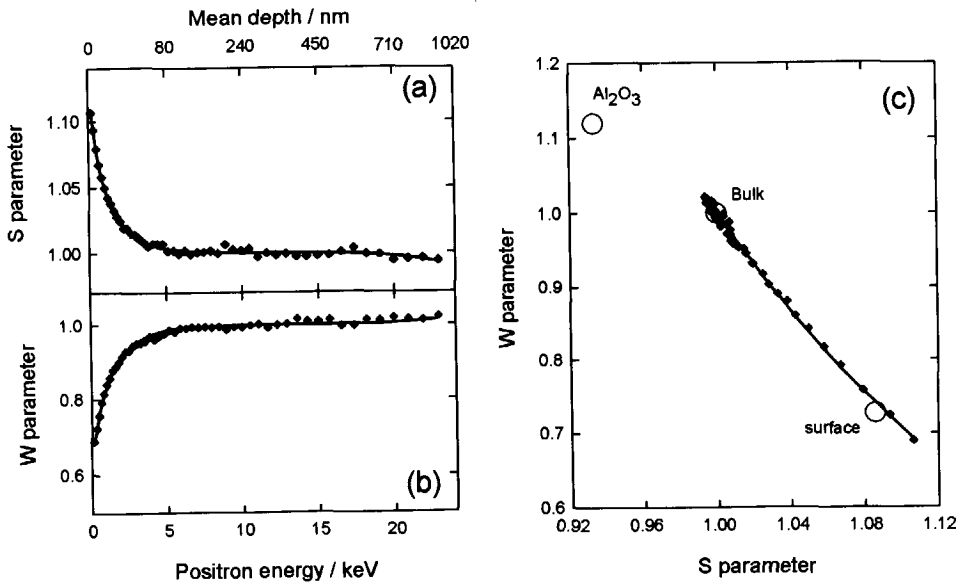 Mean depth / nm
0 80 240 450 710 1020
(a)
S parameter
1.10
1.05
1.00
(b)
W parameter
1.0
0.8
0.6
0 5 10 15 20
Positron energy / keV
(c)
W parameter
1.2
1.1
1.0
0.9
0.8
0.7
0.6
Al₂O₃
Bulk
surface
0.92 0.96 1.00 1.04 1.08 1.12
S parameter